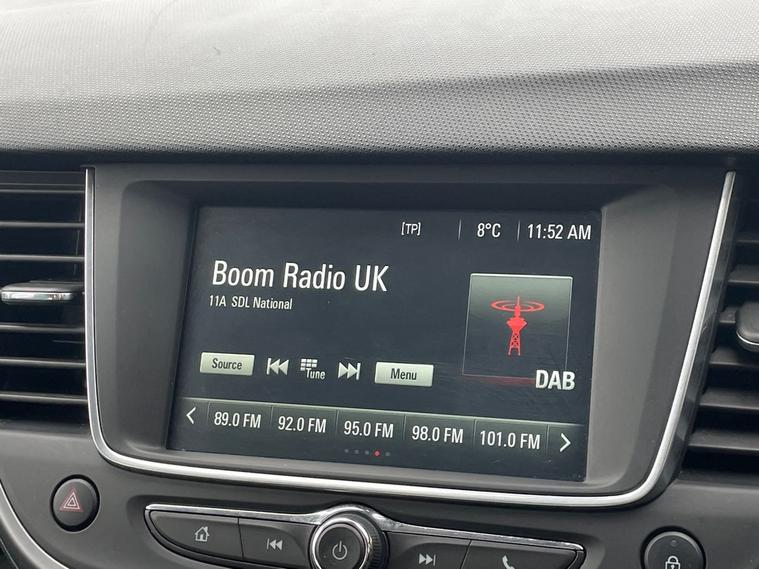 [TP] 8°C 11:52 AM
Boom Radio UK
11A SDL National
Source Tune Menu
DAB
89.0 FM 92.0 FM 95.0 FM 98.0 FM 101.0 FM